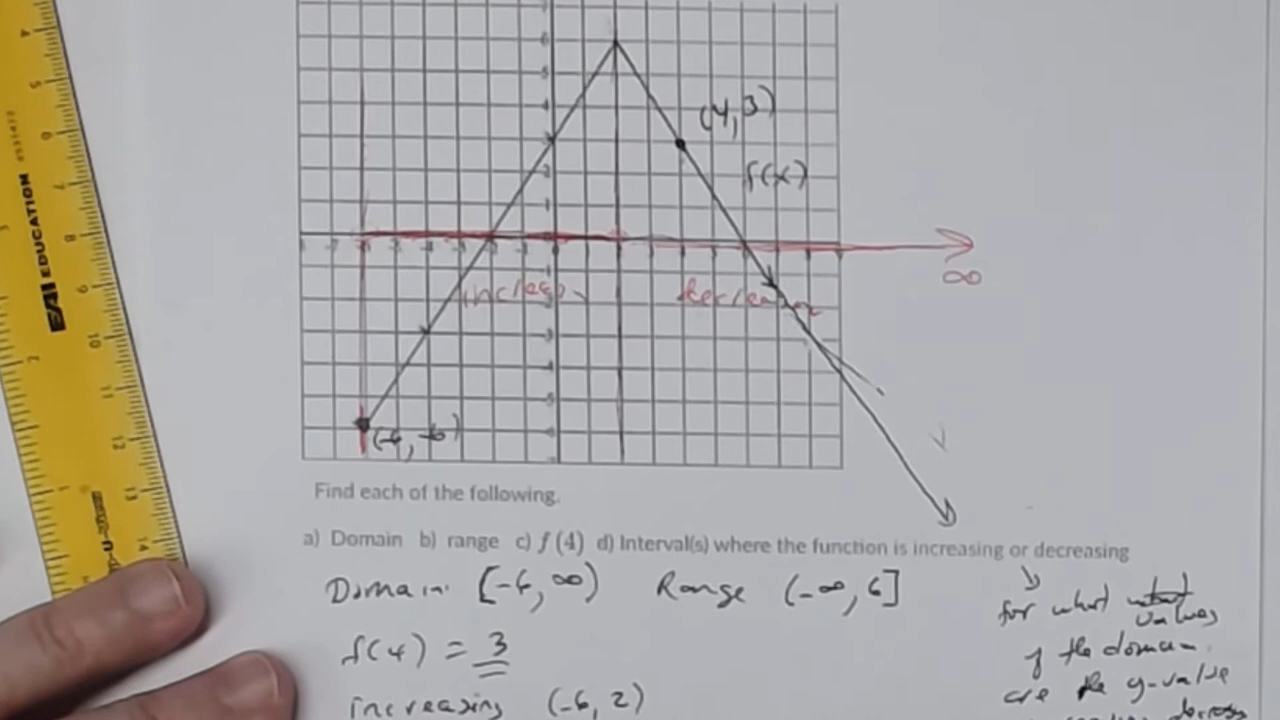 (4,3)
f(x)
∞
(-6,-6)
EAI EDUCATION
Find each of the following.
a) Domain b) range c) f(4) d) Interval(s) where the function is increasing or decreasing
Domain: [-6, ∞) Range (-∞, 6]
for what
values
f(4) = 3
of the domain
are the y-value
increasing (-6, 2)